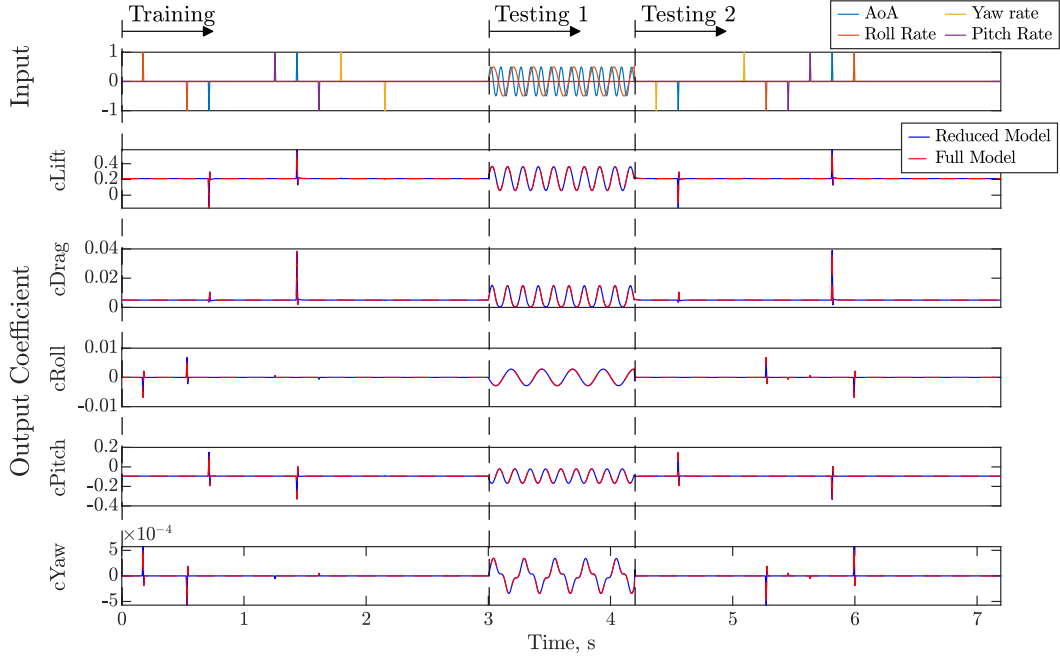 Training
Testing 1
Testing 2
AoA
Yaw rate
Roll Rate
Pitch Rate
Input
1
0
-1
Reduced Model
Full Model
Output Coefficient
cLift
0.4
0.2
0
cDrag
0.04
0.02
0
cRoll
0.01
0
-0.01
cPitch
0.2
0
-0.2
-0.4
×10⁻⁴
cYaw
5
0
-5
0 1 2 3 4 5 6 7
Time, s